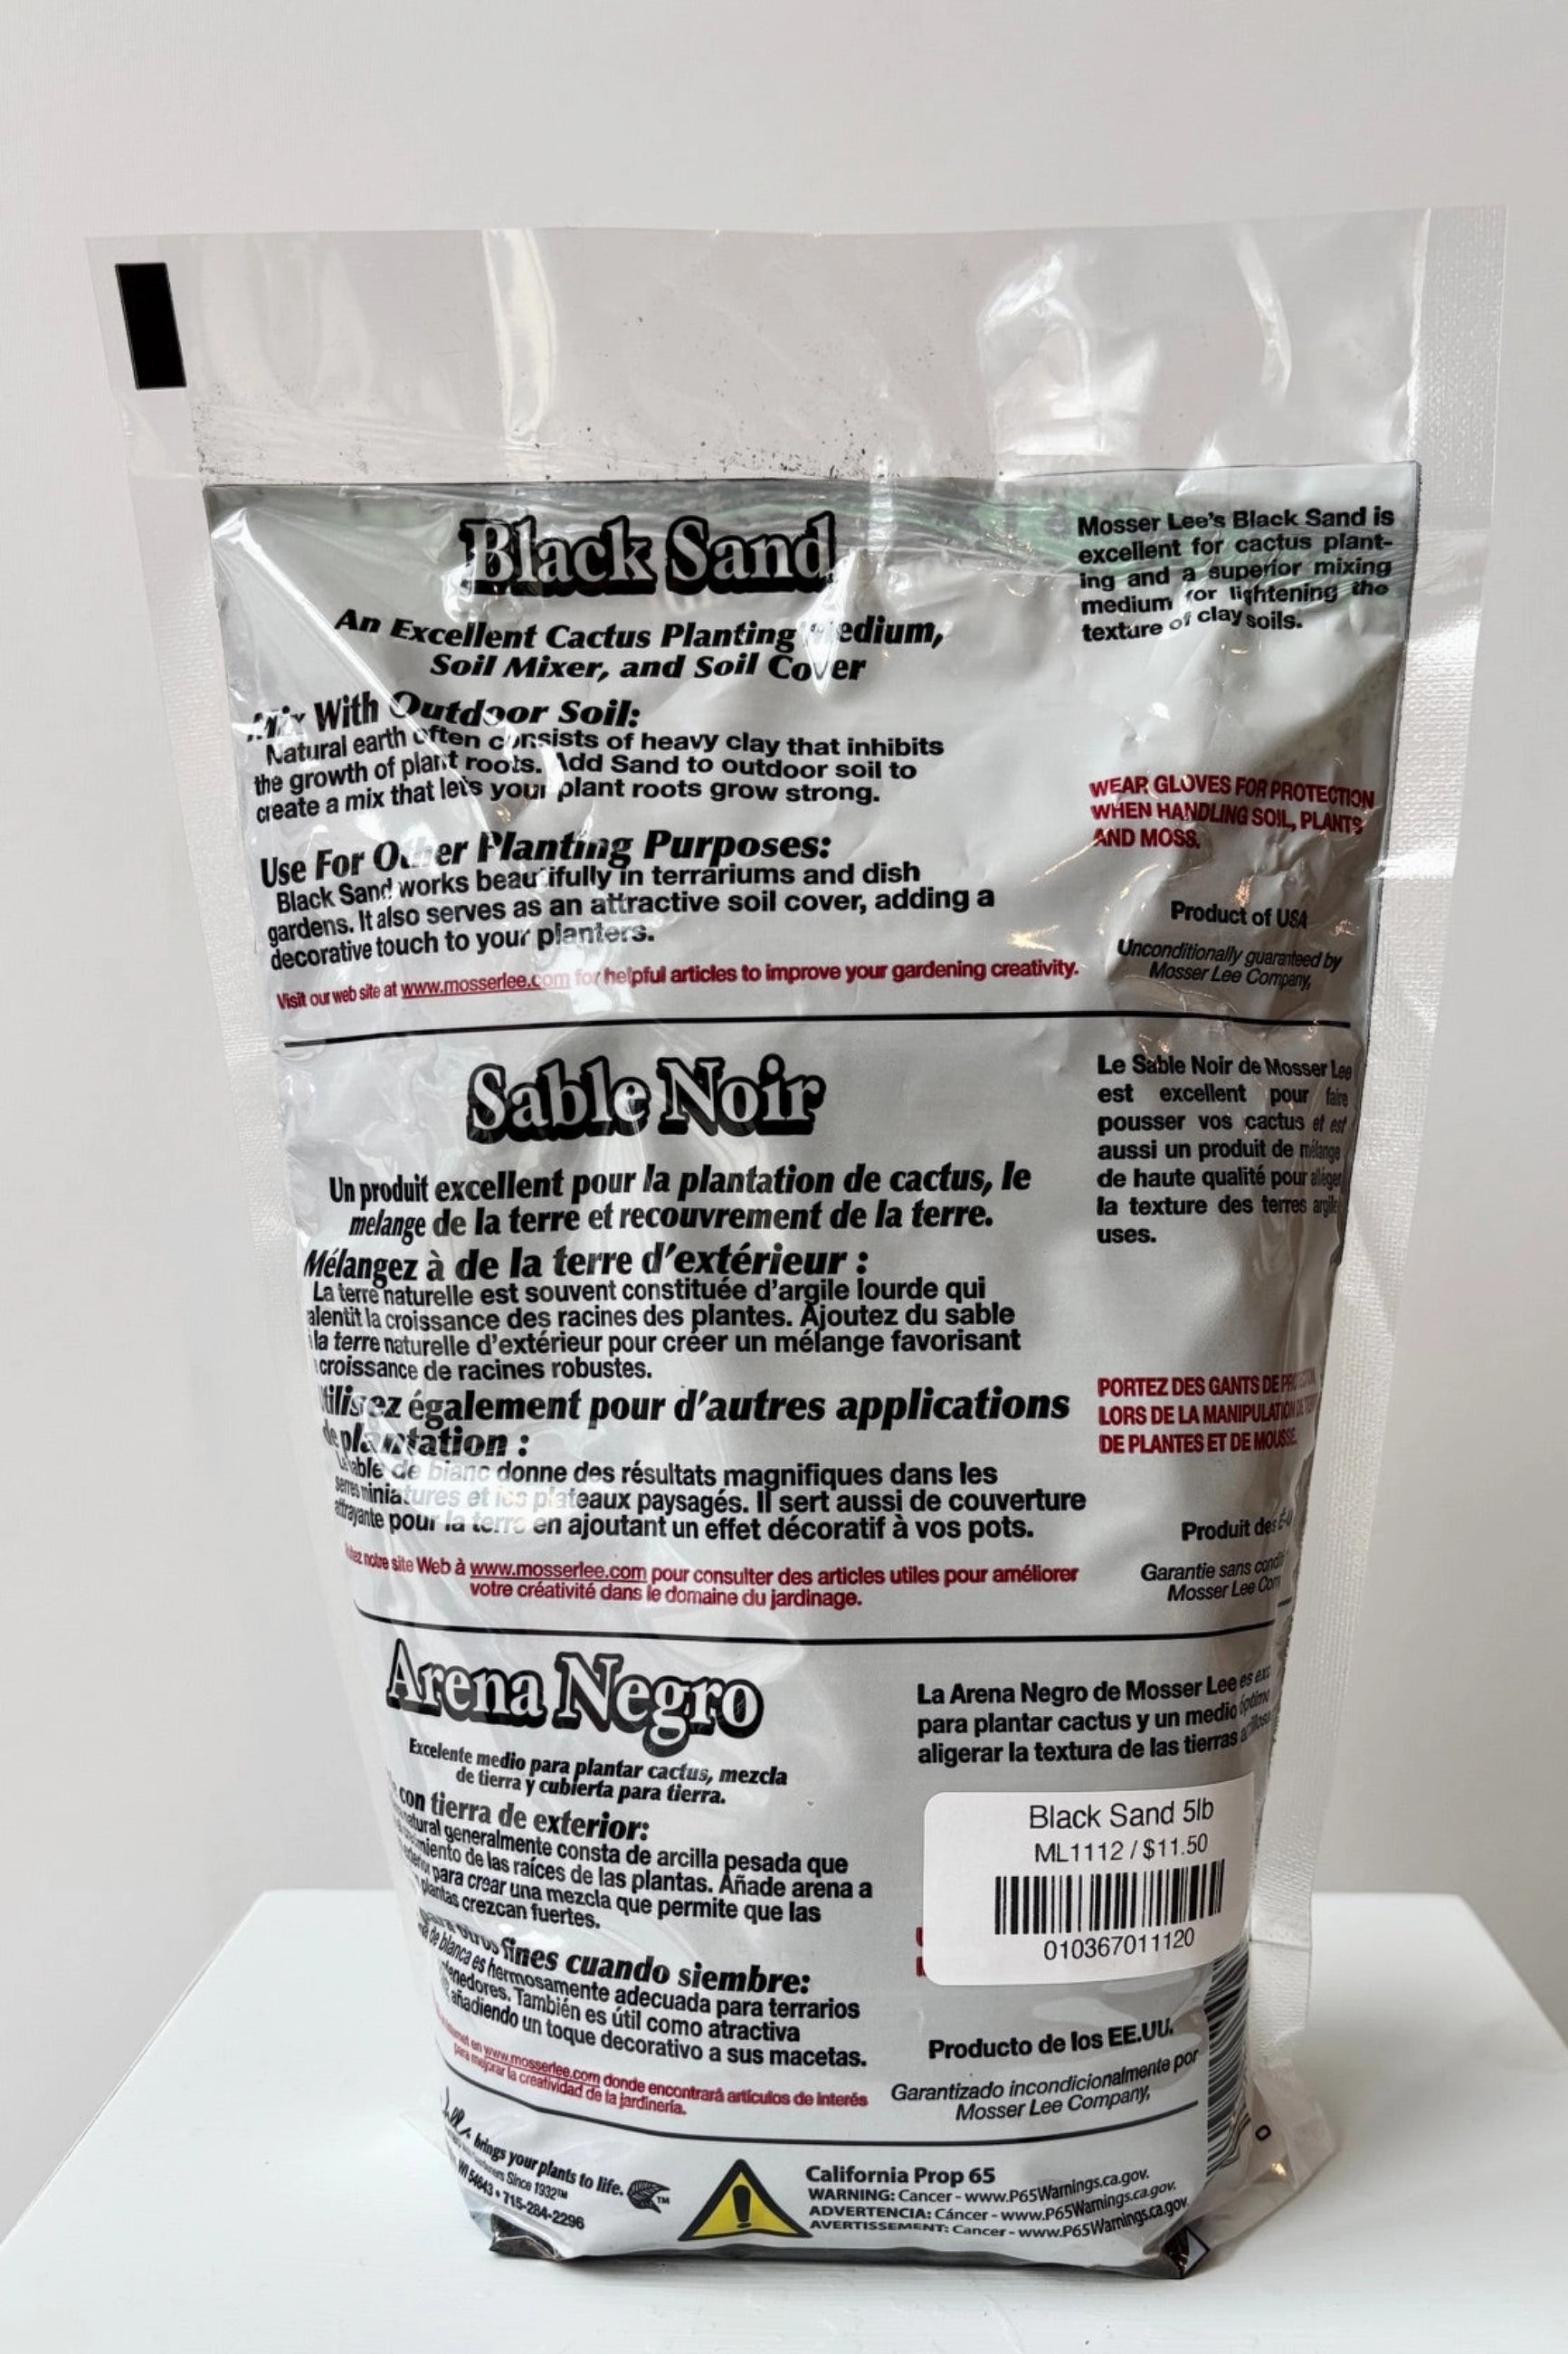 Black Sand
An Excellent Cactus Planting Medium,
Soil Mixer, and Soil Cover
Mix With Outdoor Soil:
Natural earth often consists of heavy clay that inhibits
the growth of plant roots. Add Sand to outdoor soil to
create a mix that lets your plant roots grow strong.
Use For Other Planting Purposes:
Black Sand works beautifully in terrariums and dish
gardens. It also serves as an attractive soil cover, adding a
decorative touch to your planters.
Visit our web site at www.mosserlee.com for helpful articles to improve your gardening creativity.
Mosser Lee's Black Sand is
excellent for cactus plant-
ing and a superior mixing
medium for lightening the
texture of clay soils.
WEAR GLOVES FOR PROTECTION
WHEN HANDLING SOIL, PLANTS
AND MOSS.
Product of USA
Unconditionally guaranteed by
Mosser Lee Company,
Sable Noir
Un produit excellent pour la plantation de cactus, le
melange de la terre et recouvrement de la terre.
Mélangez à de la terre d'extérieur :
La terre naturelle est souvent constituée d'argile lourde qui
alentit la croissance des racines des plantes. Ajoutez du sable
la terre naturelle d'extérieur pour créer un mélange favorisant
croissance de racines robustes.
Utilisez également pour d'autres applications
de plantation :
Le sable de blanc donne des résultats magnifiques dans les
serres miniatures et les plateaux paysagés. Il sert aussi de couverture
attrayante pour la terre en ajoutant un effet décoratif à vos pots.
notre site Web à www.mosserlee.com pour consulter des articles utiles pour améliorer
votre créativité dans le domaine du jardinage.
Le Sable Noir de Mosser Lee
est excellent pour faire
pousser vos cactus et est
aussi un produit de mélange
de haute qualité pour alléger
la texture des terres argile
uses.
PORTEZ DES GANTS DE
LORS DE LA MANIPULATION DE
DE PLANTES ET DE MOUSSE.
Produit des
Garantie sans
Mosser Lee
Arena Negro
Excelente medio para plantar cactus, mezcla
de tierra y cubierta para tierra.
con tierra de exterior:
natural generalmente consta de arcilla pesada que
de las raíces de las plantas. Añade arena a
para crear una mezcla que permite que las
plantas crezcan fuertes.
para otros fines cuando siembre:
de blanca es hermosamente adecuada para terrarios
También es útil como atractiva
añadiendo un toque decorativo a sus macetas.
en www.mosserlee.com donde encontrará artículos de interés
para mejorar la creatividad de la jardinería.
La Arena Negro de Mosser Lee es
para plantar cactus y un medio óptimo
aligerar la textura de las tierras
Black Sand 5lb
ML1112 / $11.50
010367011120
Producto de los EE.UU.
Garantizado incondicionalmente por
Mosser Lee Company,
brings your plants to life.
Since 1932™
WI 54643 • 715-284-2296
TM
California Prop 65
WARNING: Cancer - www.P65Warnings.ca.gov.
ADVERTENCIA: Cáncer - www.P65Warnings.ca.gov.
AVERTISSEMENT: Cancer - www.P65Warnings.ca.gov.
0